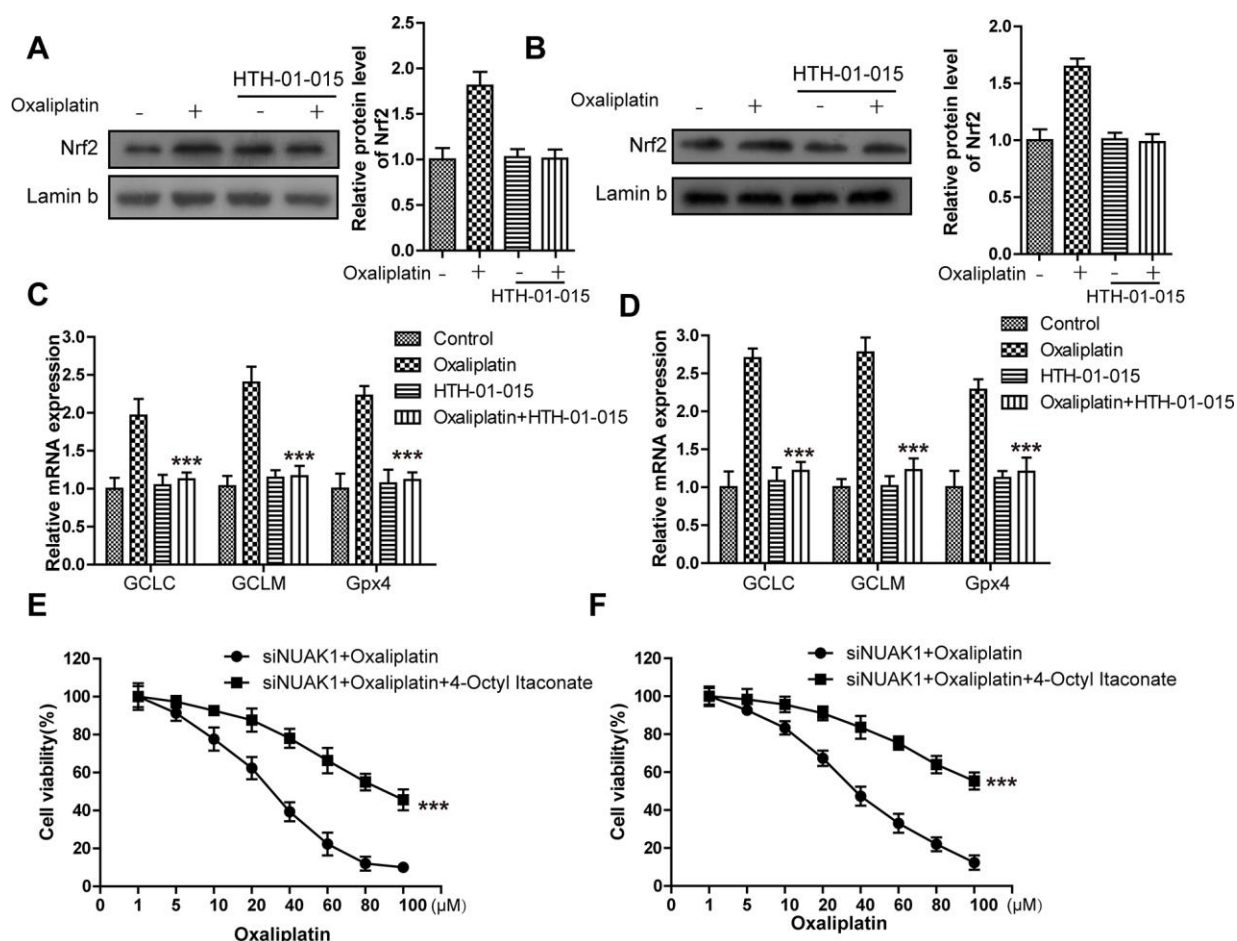 A
HTH-01-015
Oxaliplatin - + - +
Nrf2
Lamin b
Relative protein level
of Nrf2
2.5
2.0
1.5
1.0
0.5
0.0
Oxaliplatin - + - +
HTH-01-015
B
HTH-01-015
Oxaliplatin - + - +
Nrf2
Lamin b
Relative protein level
of Nrf2
2.0
1.5
1.0
0.5
0.0
Oxaliplatin - + - +
HTH-01-015
C
Relative mRNA expression
3.0
2.5
2.0
1.5
1.0
0.5
0.0
Control
Oxaliplatin
HTH-01-015
Oxaliplatin+HTH-01-015
*** *** ***
GCLC GCLM Gpx4
D
Relative mRNA expression
3.0
2.5
2.0
1.5
1.0
0.5
0.0
Control
Oxaliplatin
HTH-01-015
Oxaliplatin+HTH-01-015
*** *** ***
GCLC GCLM Gpx4
E
siNUAK1+Oxaliplatin
siNUAK1+Oxaliplatin+4-Octyl Itaconate
Cell viability(%)
120
100
80
60
40
20
0
***
0 1 5 10 20 40 60 80 100 (μM)
Oxaliplatin
F
siNUAK1+Oxaliplatin
siNUAK1+Oxaliplatin+4-Octyl Itaconate
Cell viability(%)
120
100
80
60
40
20
0
***
0 1 5 10 20 40 60 80 100 (μM)
Oxaliplatin